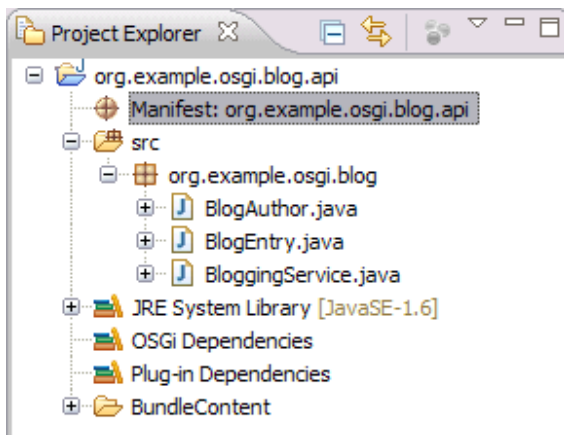 Project Explorer
org.example.osgi.blog.api
Manifest: org.example.osgi.blog.api
src
org.example.osgi.blog
BlogAuthor.java
BlogEntry.java
BloggingService.java
JRE System Library [JavaSE-1.6]
OSGi Dependencies
Plug-in Dependencies
BundleContent